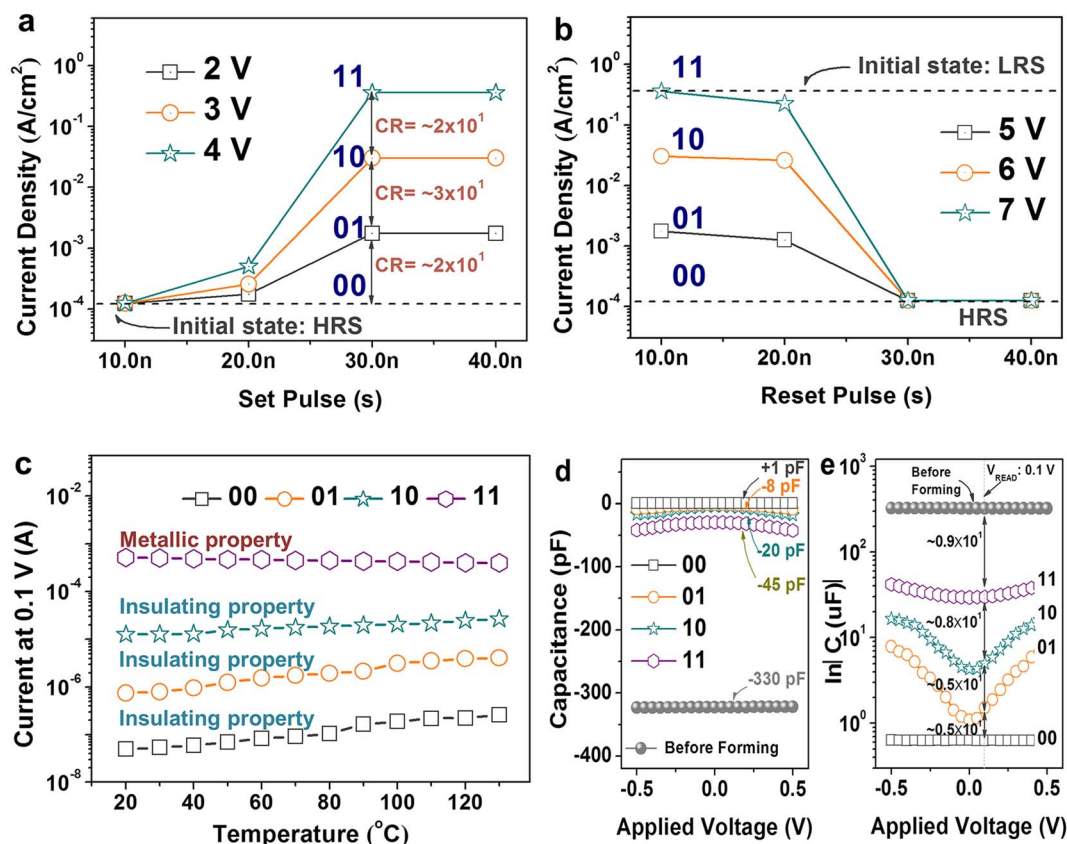 a
Current Density (A/cm²)
10⁰
10⁻¹
10⁻²
10⁻³
10⁻⁴
2 V
3 V
4 V
11
CR= ~2x10¹
10
CR= ~3x10¹
01
CR= ~2x10¹
00
Initial state: HRS
10.0n 20.0n 30.0n 40.0n
Set Pulse (s)
b
Current Density (A/cm²)
10⁰
10⁻¹
10⁻²
10⁻³
10⁻⁴
11
Initial state: LRS
10
5 V
6 V
7 V
01
00
HRS
10.0n 20.0n 30.0n 40.0n
Reset Pulse (s)
c
Current at 0.1 V (A)
10⁻²
10⁻⁴
10⁻⁶
10⁻⁸
00 01 10 11
Metallic property
Insulating property
Insulating property
Insulating property
20 40 60 80 100 120
Temperature (°C)
d
Capacitance (pF)
0
-100
-200
-300
-400
+1 pF
-8 pF
-20 pF
-45 pF
00
01
10
11
-330 pF
Before Forming
-0.5 0.0 0.5
Applied Voltage (V)
e
ln| C (uF)|
10³
10²
10¹
10⁰
Before
Forming
V_READ: 0.1 V
~0.9×10¹
11
~0.8×10¹
10
01
~0.5×10¹
~0.5×10¹
00
-0.5 0.0 0.5
Applied Voltage (V)